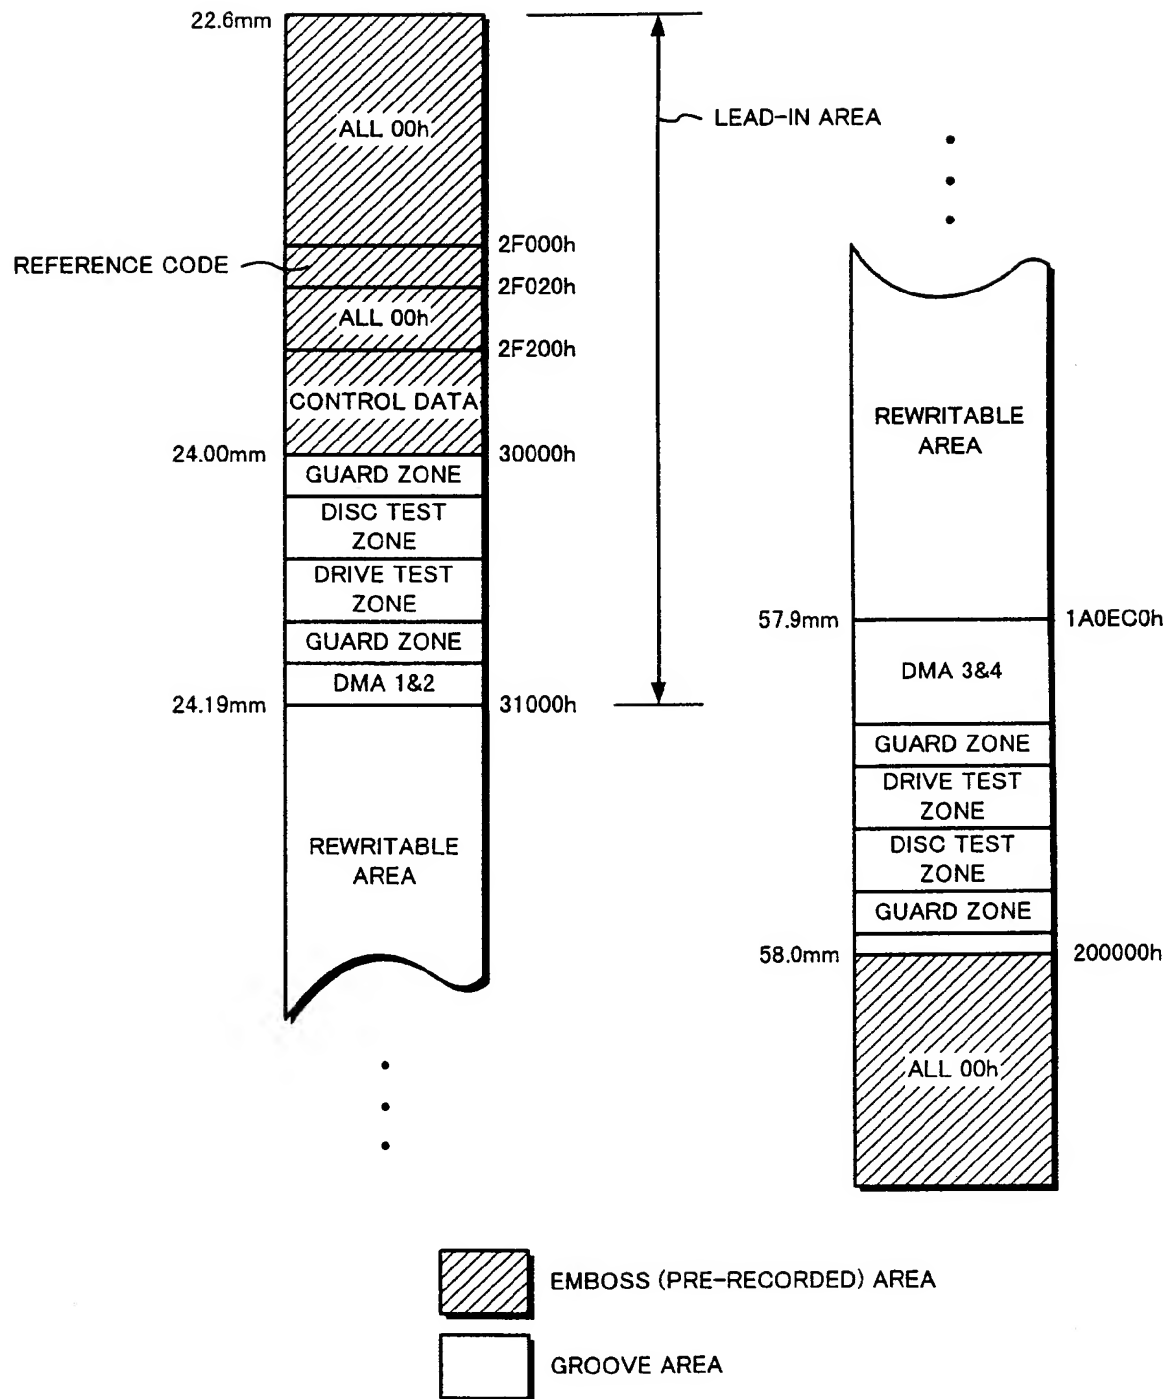 22.6mm
ALL 00h
LEAD-IN AREA
2F000h
REFERENCE CODE
2F020h
ALL 00h
2F200h
CONTROL DATA
24.00mm
30000h
GUARD ZONE
DISC TEST
ZONE
DRIVE TEST
ZONE
GUARD ZONE
DMA 1&2
24.19mm
31000h
REWRITABLE
AREA
REWRITABLE
AREA
57.9mm
1A0EC0h
DMA 3&4
GUARD ZONE
DRIVE TEST
ZONE
DISC TEST
ZONE
GUARD ZONE
58.0mm
200000h
ALL 00h
EMBOSS (PRE-RECORDED) AREA
GROOVE AREA